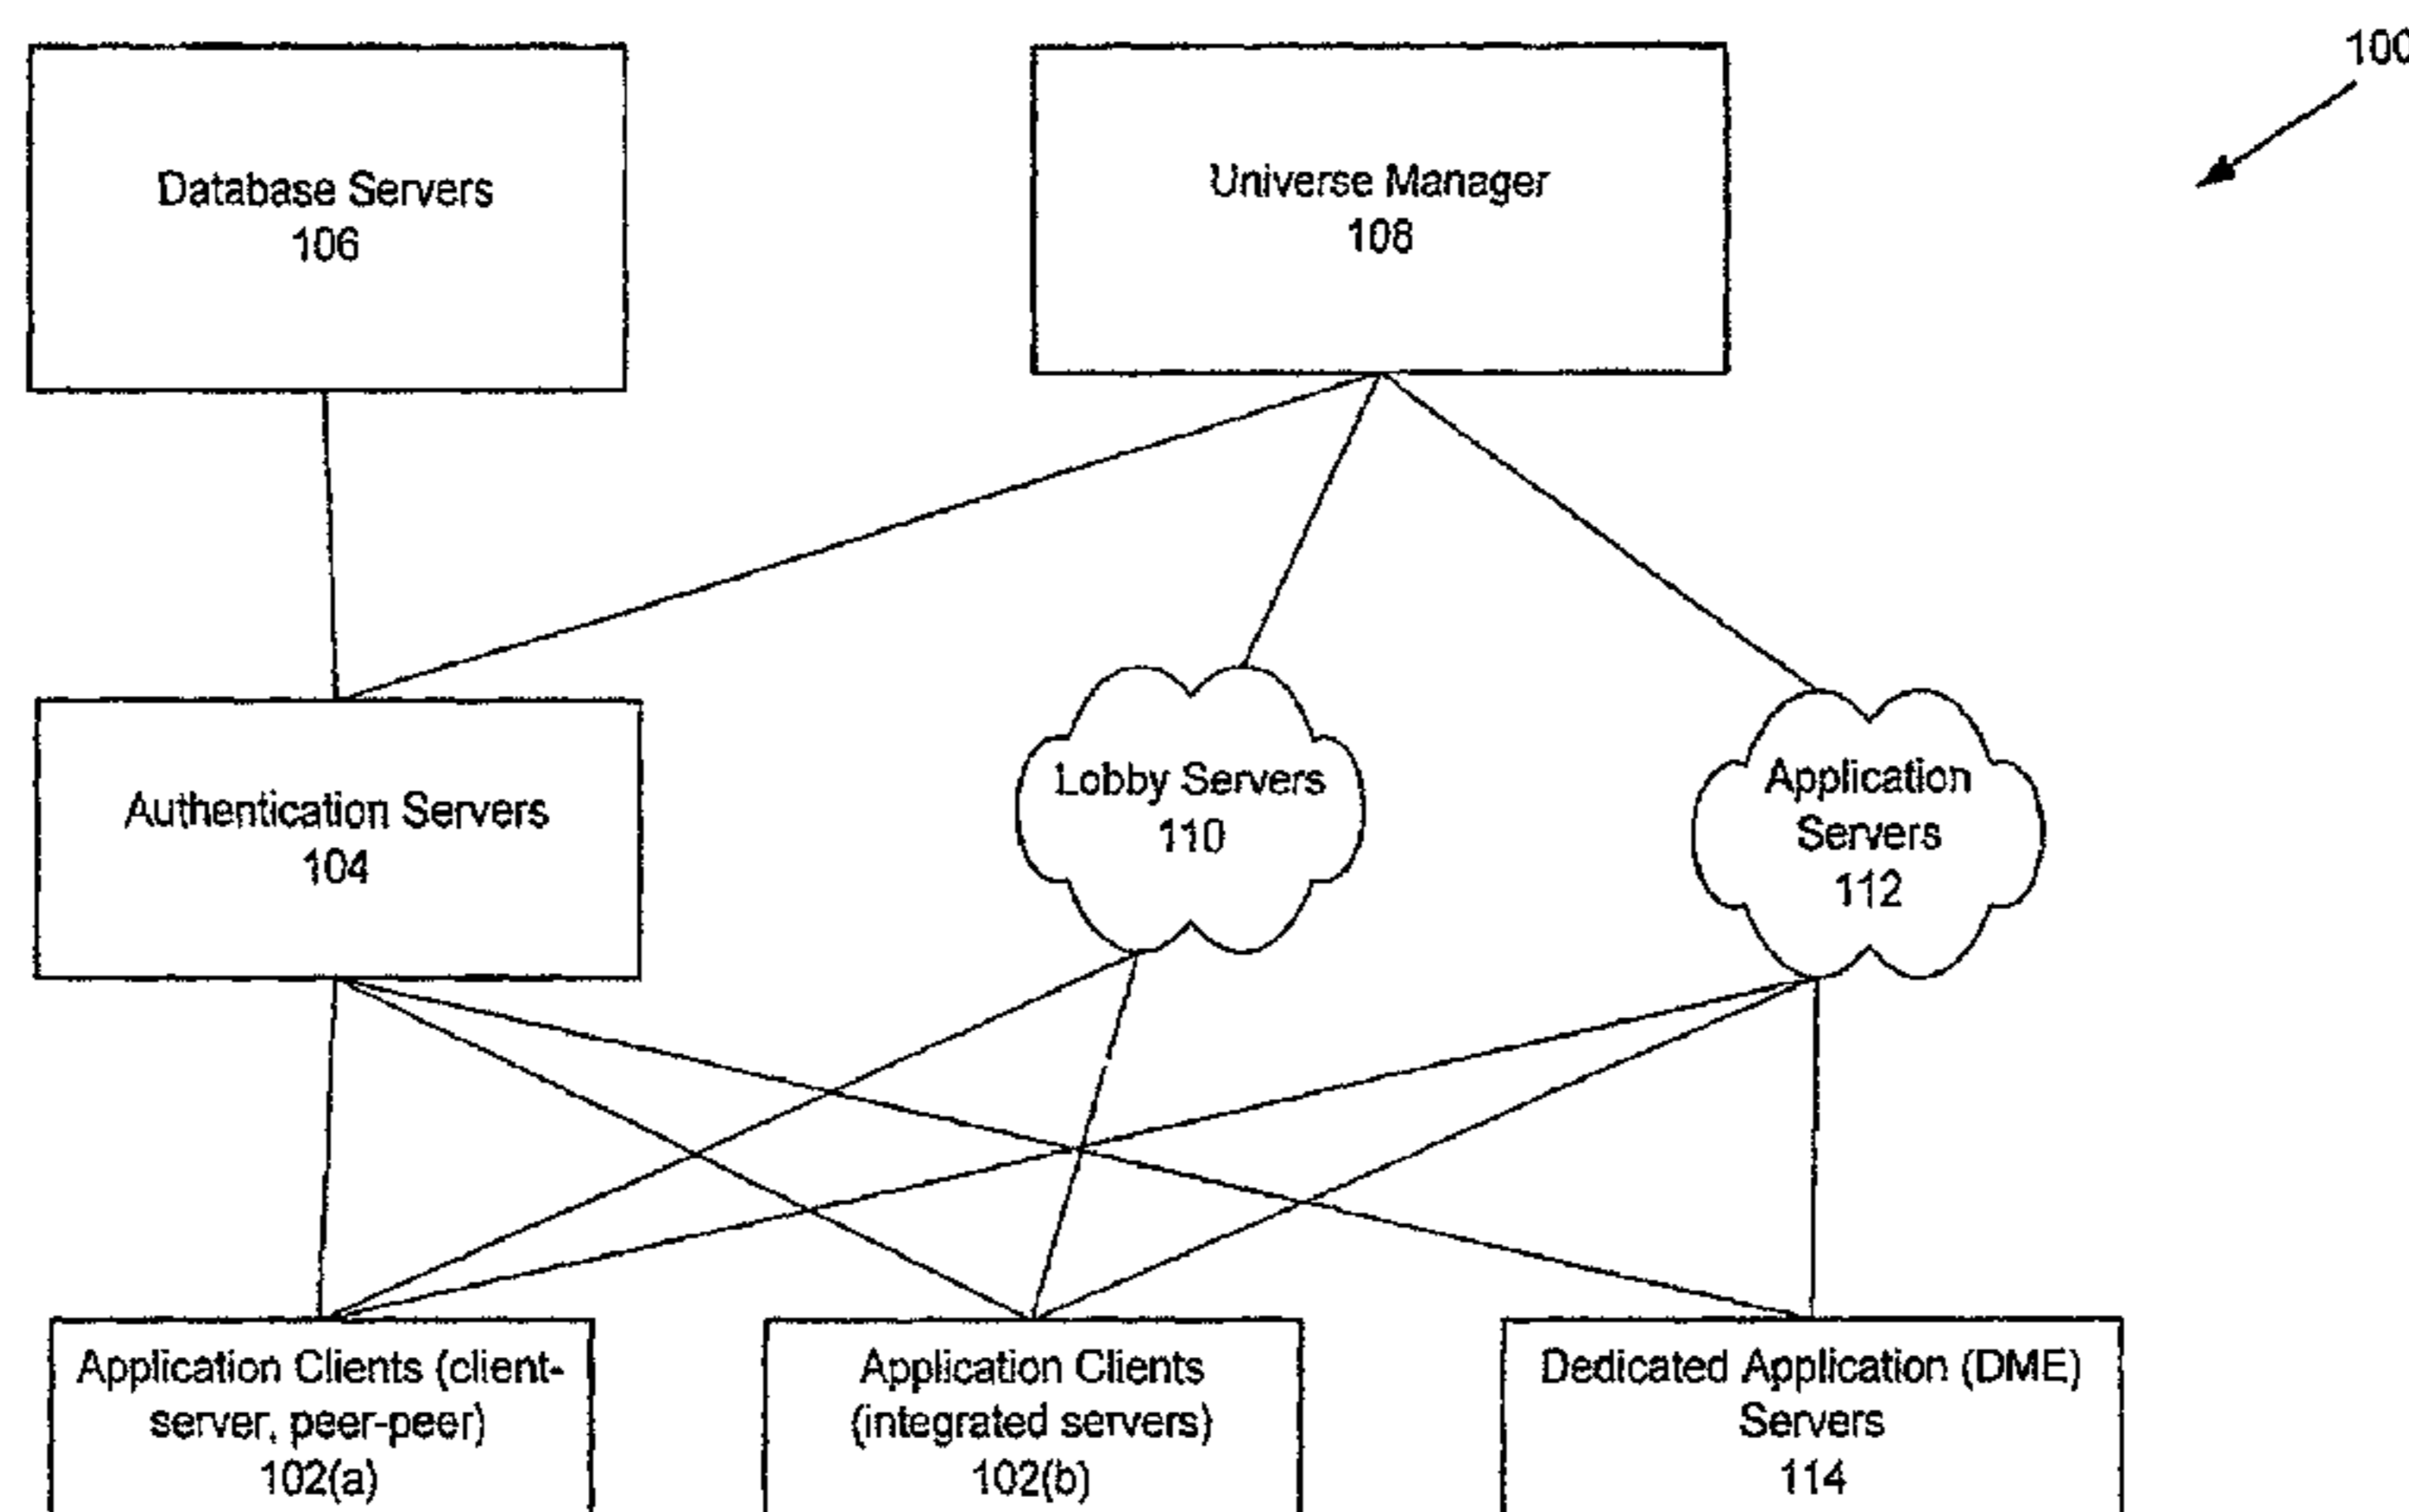 100
Database Servers
106
Universe Manager
108
Authentication Servers
104
Lobby Servers
110
Application
Servers
112
Application Clients (client-
server, peer-peer)
102(a)
Application Clients
(integrated servers)
102(b)
Dedicated Application (DME)
Servers
114